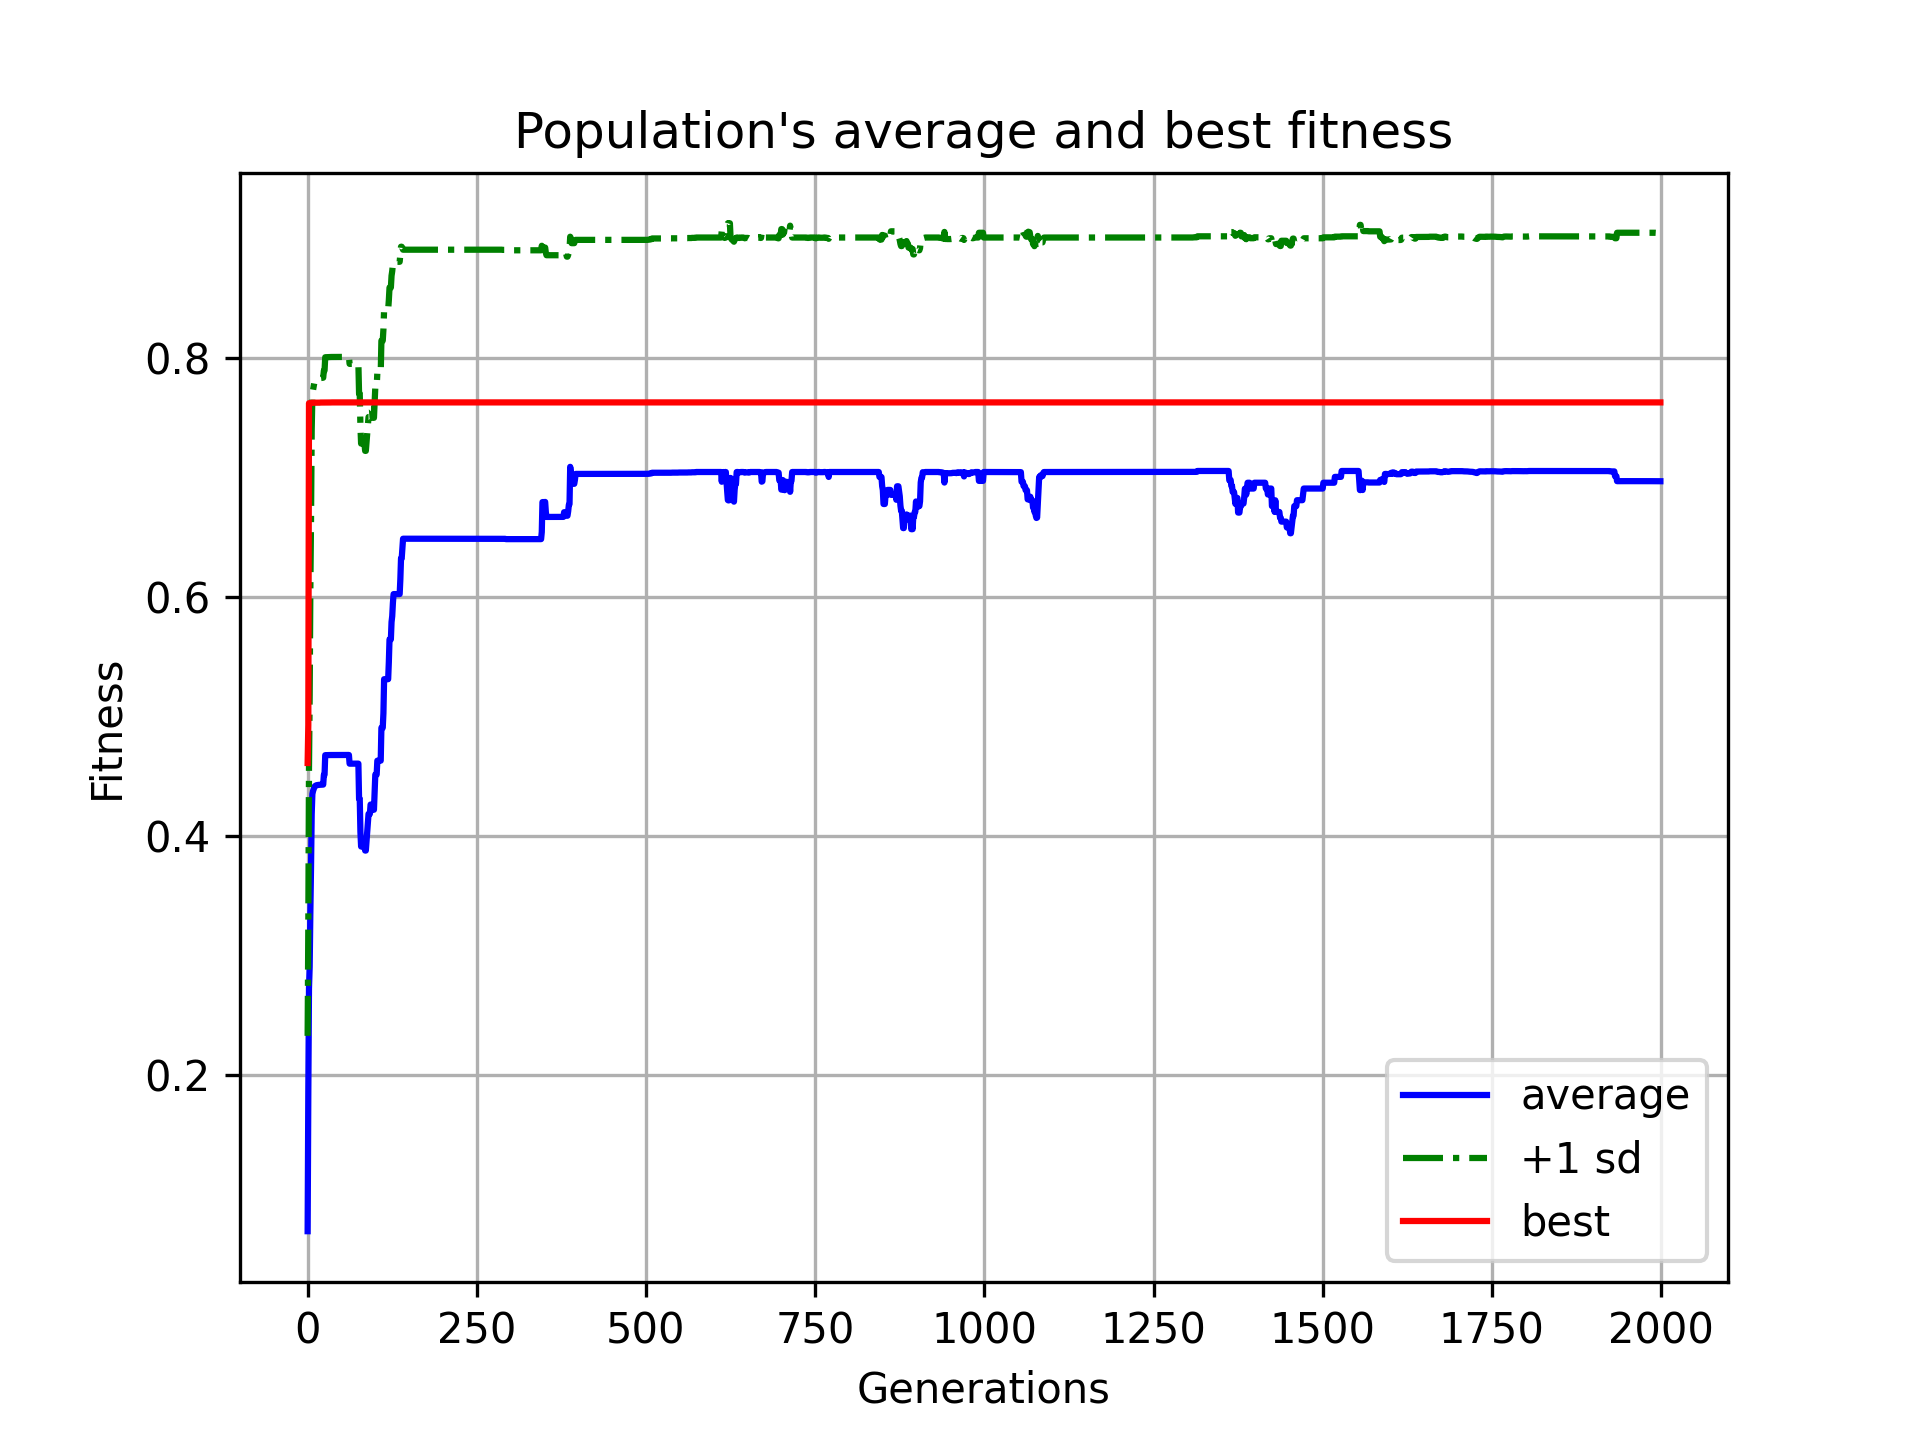 Population's average and best fitness
Fitness
0.8
0.6
0.4
0.2
0 250 500 750 1000 1250 1500 1750 2000
Generations
average
+1 sd
best